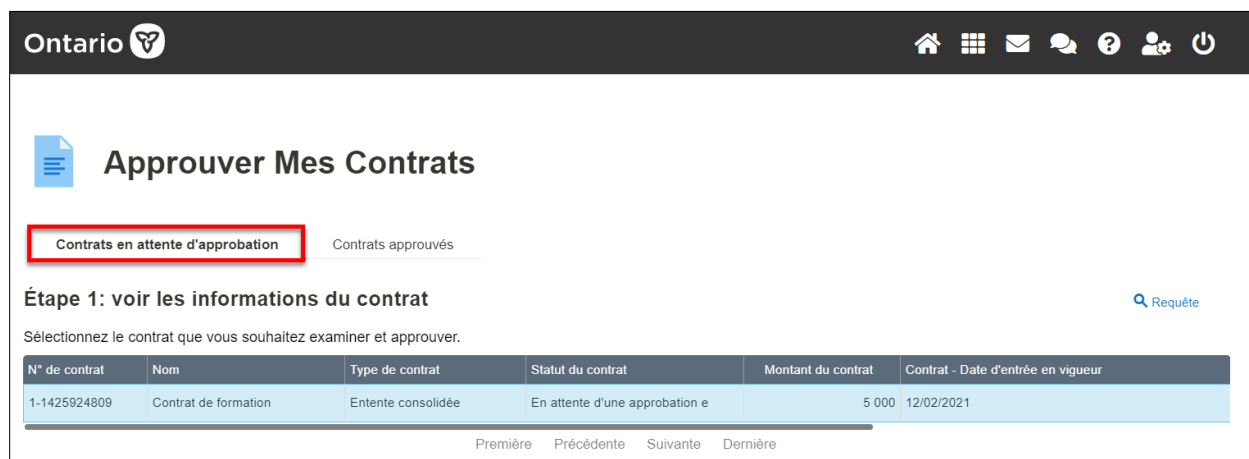 Ontario
Approuver Mes Contrats
Contrats en attente d'approbation Contrats approuvés
Étape 1: voir les informations du contrat
Requête
Sélectionnez le contrat que vous souhaitez examiner et approuver.
N° de contrat Nom Type de contrat Statut du contrat Montant du contrat Contrat - Date d'entrée en vigueur
1-1425924809 Contrat de formation Entente consolidée En attente d'une approbation e 5 000 12/02/2021
Première Précédente Suivante Dernière